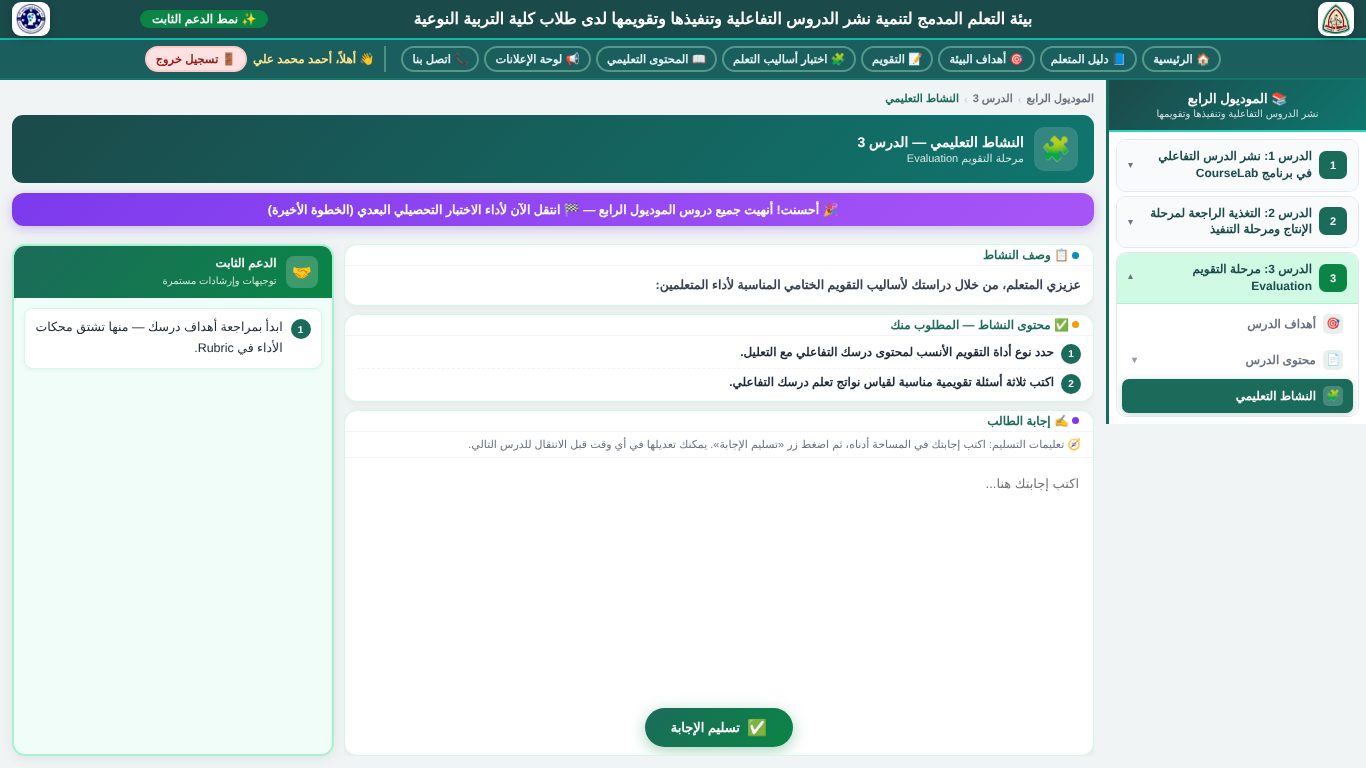 بيئة التعلم المدمج لتنمية نشر الدروس التفاعلية وتنفيذها وتقويمها لدى طلاب كلية التربية النوعية
✨ نمط الدعم الثابت
🏠 الرئيسية
📘 دليل المتعلم
🎯 أهداف البيئة
📝 التقويم
🧩 اختبار أساليب التعلم
📖 المحتوى التعليمي
📢 لوحة الإعلانات
📞 اتصل بنا
👋 أهلاً، أحمد محمد علي
🚪 تسجيل خروج
📚 الموديول الرابع
نشر الدروس التفاعلية وتنفيذها وتقويمها
1
الدرس 1: نشر الدرس التفاعلي
في برنامج CourseLab
▼
2
الدرس 2: التغذية الراجعة لمرحلة
الإنتاج ومرحلة التنفيذ
▼
3
الدرس 3: مرحلة التقويم
Evaluation
▲
🎯 أهداف الدرس
📄 محتوى الدرس ▼
🧩 النشاط التعليمي
الموديول الرابع › الدرس 3 › النشاط التعليمي
🧩 النشاط التعليمي — الدرس 3
مرحلة التقويم Evaluation
🎉 أحسنت! أنهيت جميع دروس الموديول الرابع — 🏁 انتقل الآن لأداء الاختبار التحصيلي البعدي (الخطوة الأخيرة)
📋 وصف النشاط
عزيزي المتعلم، من خلال دراستك لأساليب التقويم الختامي المناسبة لأداء المتعلمين:
✅ محتوى النشاط — المطلوب منك
1 حدد نوع أداة التقويم الأنسب لمحتوى درسك التفاعلي مع التعليل.
2 اكتب ثلاثة أسئلة تقويمية مناسبة لقياس نواتج تعلم درسك التفاعلي.
✍️ إجابة الطالب
🧭 تعليمات التسليم: اكتب إجابتك في المساحة أدناه، ثم اضغط زر «تسليم الإجابة». يمكنك تعديلها في أي وقت قبل الانتقال للدرس التالي.
اكتب إجابتك هنا...
✅ تسليم الإجابة
🤝 الدعم الثابت
توجيهات وإرشادات مستمرة
1 ابدأ بمراجعة أهداف درسك — منها تشتق محكات
الأداء في Rubric.